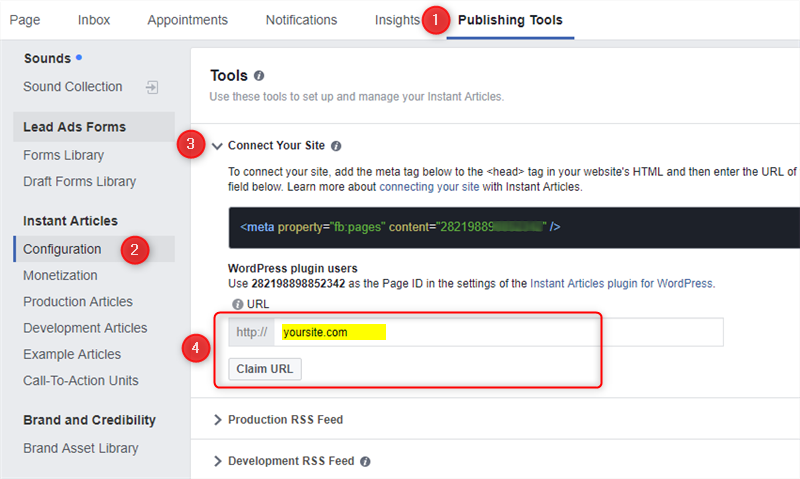 Page Inbox Appointments Notifications Insights 1 Publishing Tools
Sounds
Sound Collection
Lead Ads Forms
Forms Library
Draft Forms Library
Instant Articles
Configuration 2
Monetization
Production Articles
Development Articles
Example Articles
Call-To-Action Units
Brand and Credibility
Brand Asset Library
Tools
Use these tools to set up and manage your Instant Articles.
3 Connect Your Site
To connect your site, add the meta tag below to the <head> tag in your website's HTML and then enter the URL of
field below. Learn more about connecting your site with Instant Articles.
<meta property="fb:pages" content="28219889" />
WordPress plugin users
Use 282198898852342 as the Page ID in the settings of the Instant Articles plugin for WordPress.
URL
4 http:// yoursite.com
Claim URL
Production RSS Feed
Development RSS Feed